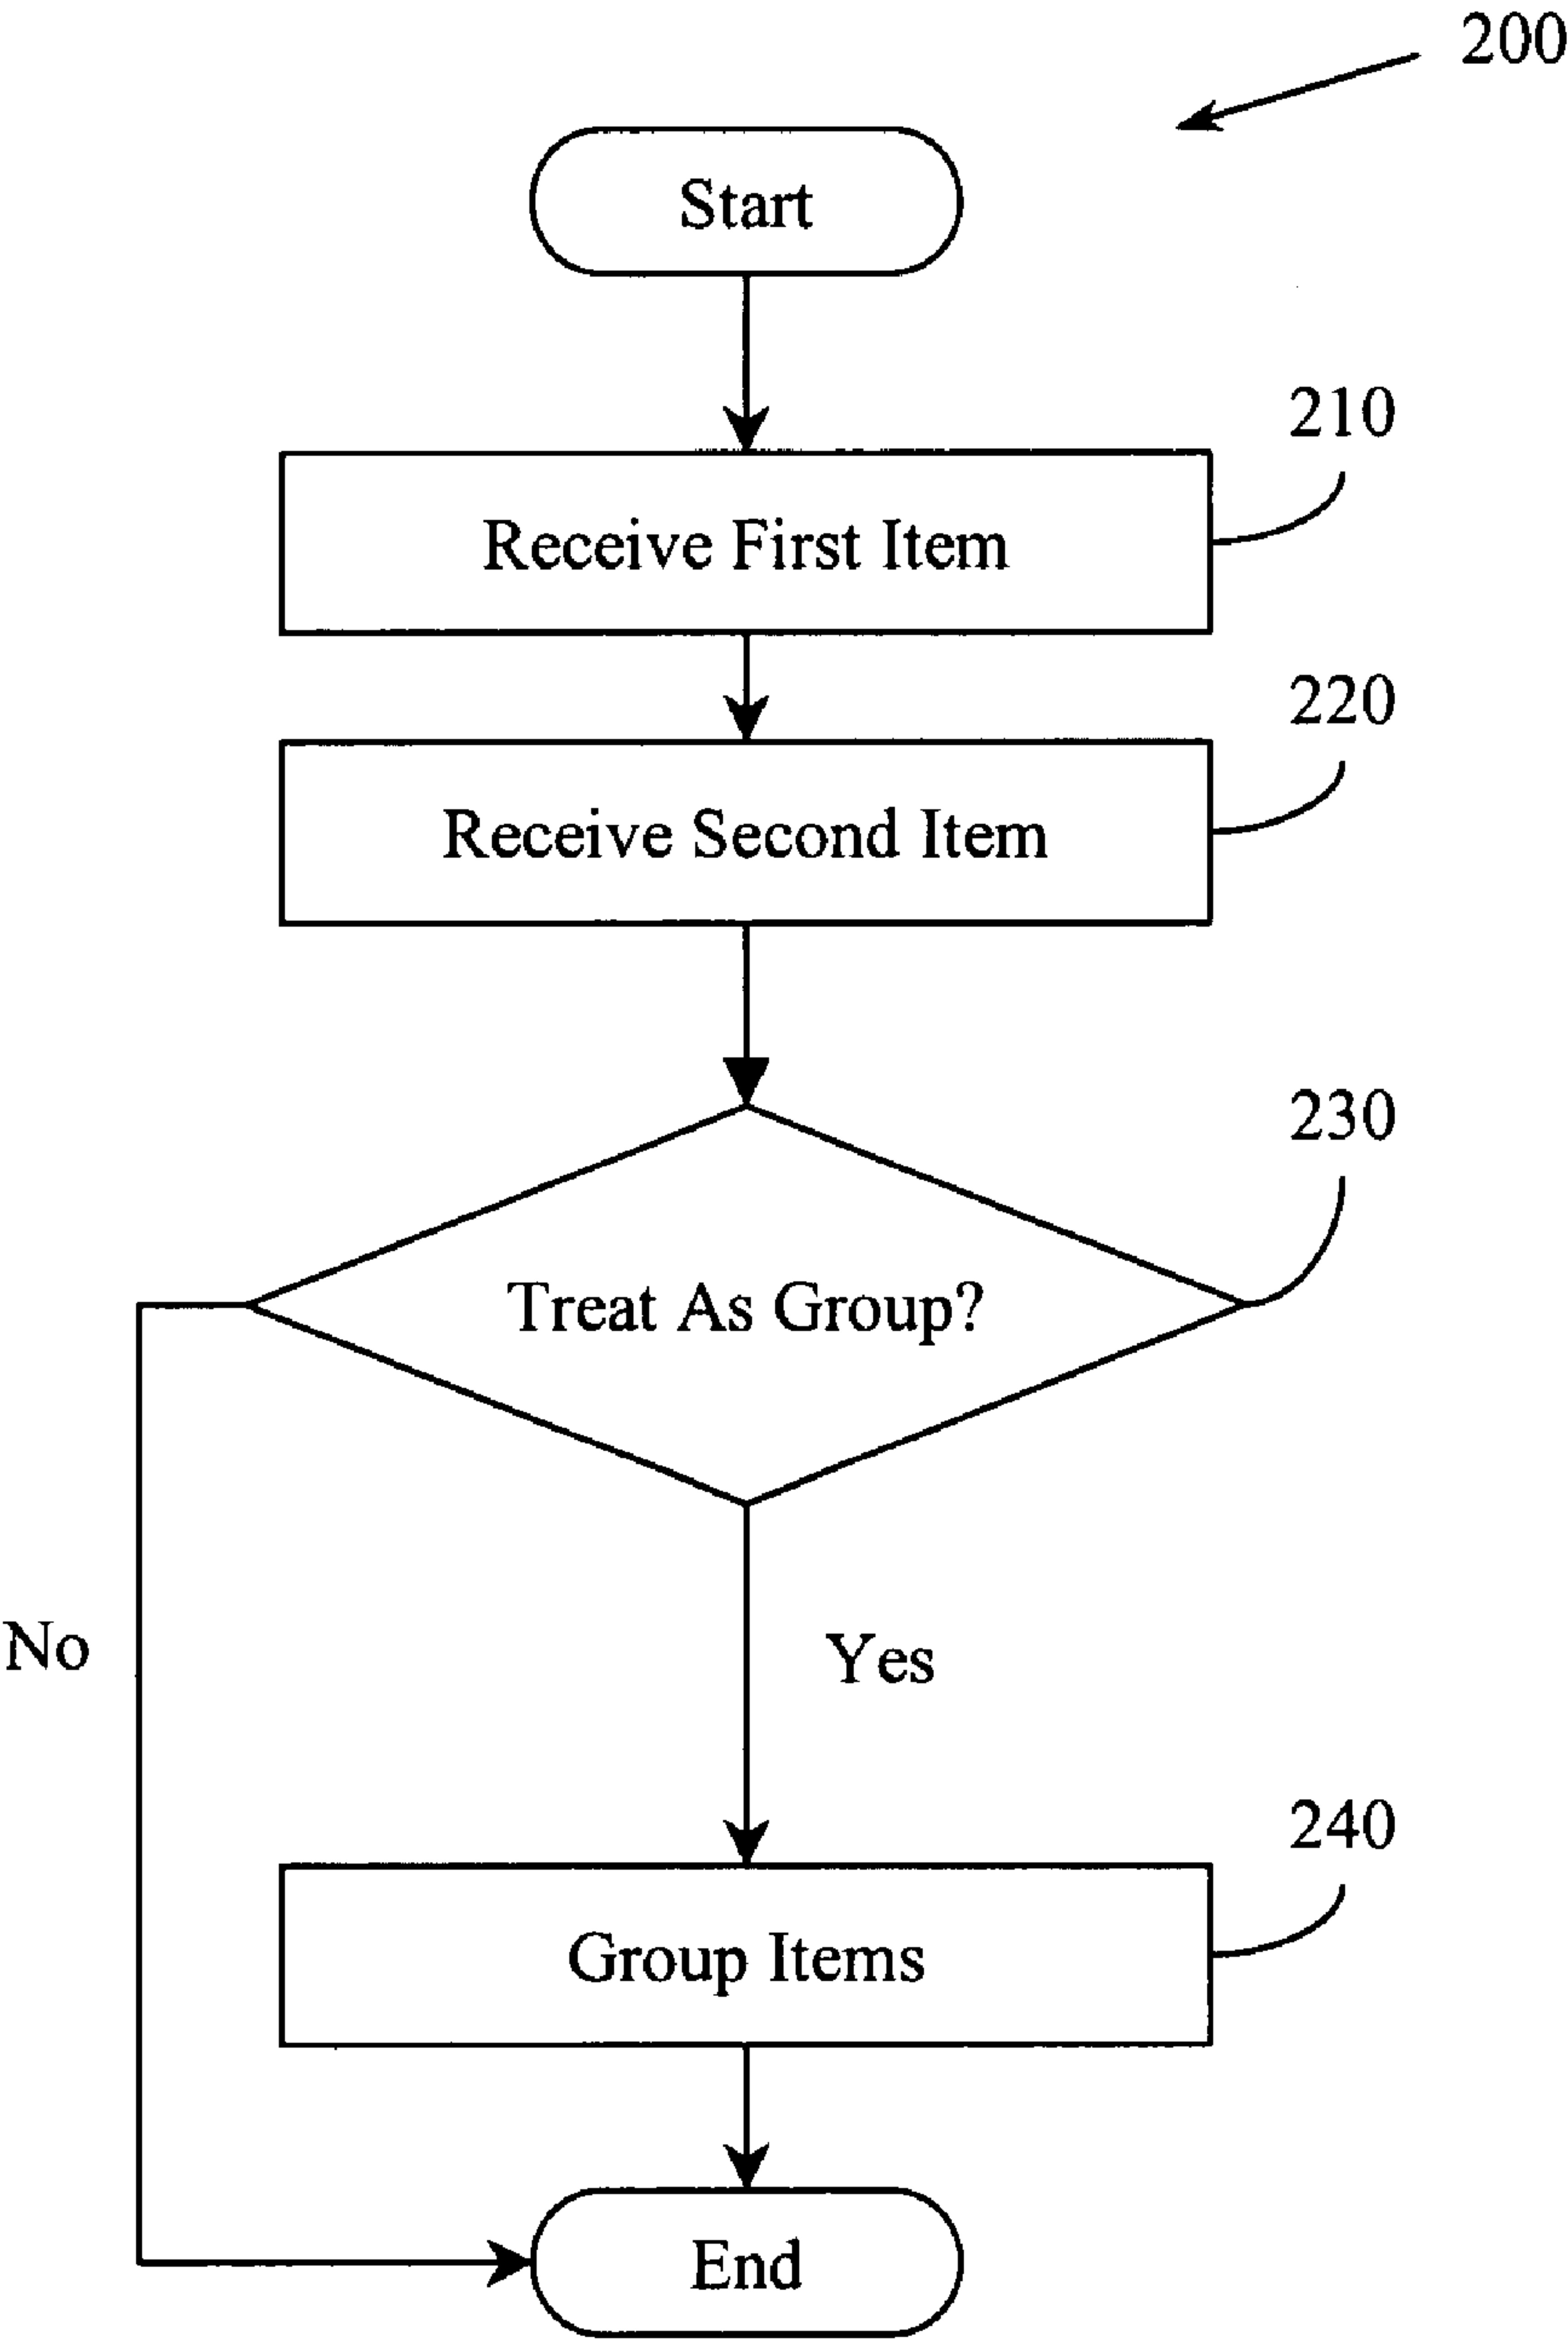 200
Start
210
Receive First Item
220
Receive Second Item
230
Treat As Group?
No
Yes
240
Group Items
End